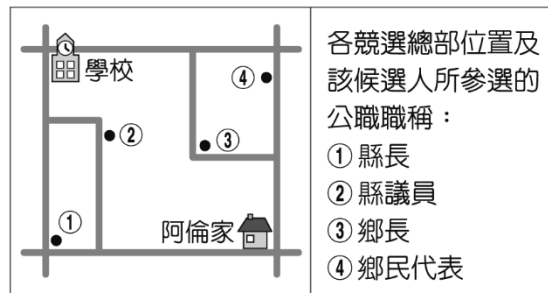 學校
④
②
③
①
阿倫家
各競選總部位置及
該候選人所參選的
公職職稱：
①縣長
②縣議員
③鄉長
④鄉民代表